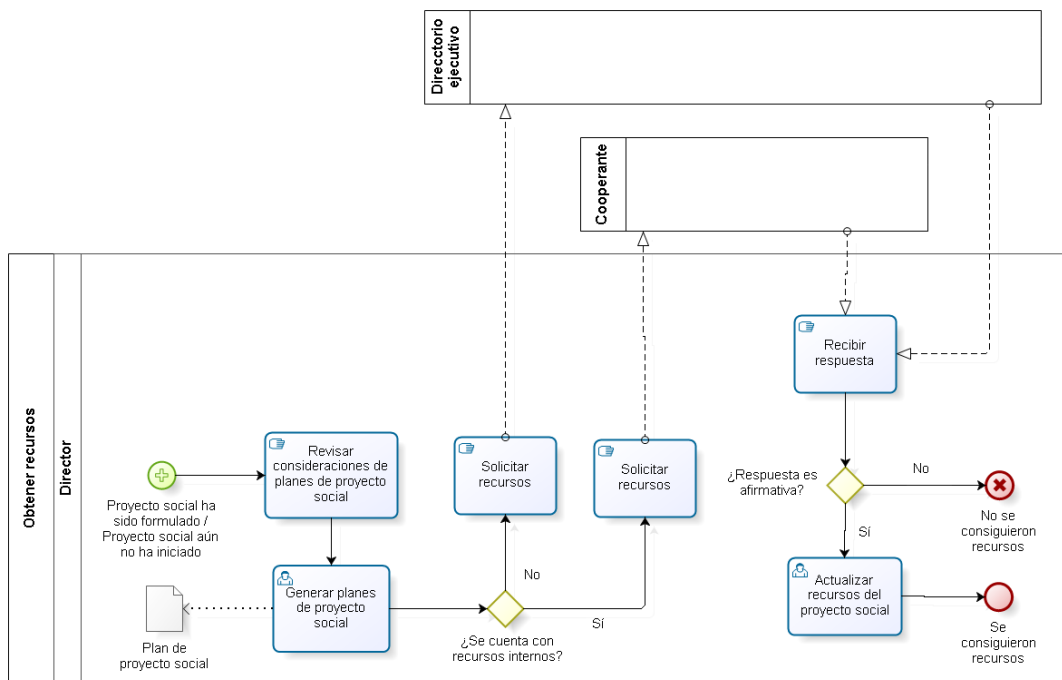 Direcctorio
ejecutivo
Cooperante
Obtener recursos
Director
Recibir
respuesta
Revisar
consideraciones de
planes de proyecto
social
Solicitar
recursos
Solicitar
recursos
¿Respuesta es
afirmativa?
No
Proyecto social ha
sido formulado /
Proyecto social aún
no ha iniciado
No se
consiguieron
recursos
Sí
Generar planes
de proyecto
social
No
Actualizar
recursos del
proyecto social
Sí
Plan de
proyecto social
¿Se cuenta con
recursos internos?
Se
consiguieron
recursos